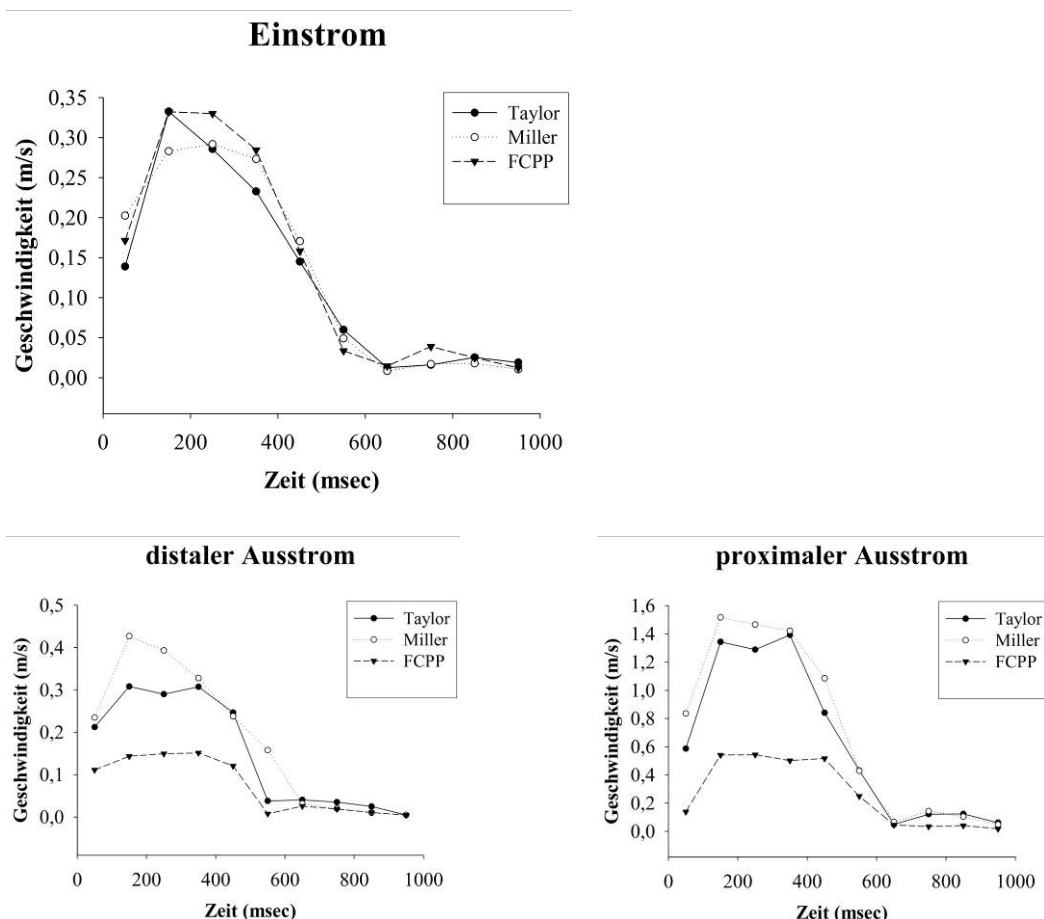 Einstrom
Geschwindigkeit (m/s)
0,35
0,30
0,25
0,20
0,15
0,10
0,05
0,00
0 200 400 600 800 1000
Zeit (msec)
Taylor
Miller
FCPP
distaler Ausstrom
Geschwindigkeit (m/s)
0,5
0,4
0,3
0,2
0,1
0,0
0 200 400 600 800 1000
Zeit (msec)
Taylor
Miller
FCPP
proximaler Ausstrom
Geschwindigkeit (m/s)
1,6
1,4
1,2
1,0
0,8
0,6
0,4
0,2
0,0
0 200 400 600 800 1000
Zeit (msec)
Taylor
Miller
FCPP